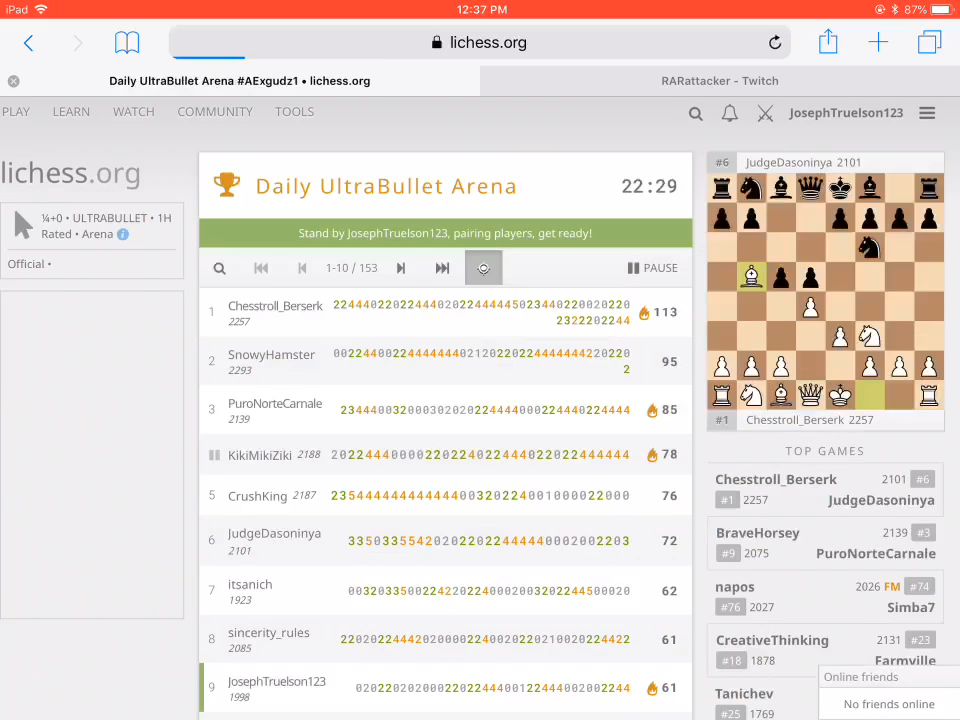 iPad 12:37 PM 87%
lichess.org
Daily UltraBullet Arena #AExgudz1 • lichess.org RARattacker - Twitch
PLAY LEARN WATCH COMMUNITY TOOLS JosephTruelson123
lichess.org
¼+0 • ULTRABULLET • 1H
Rated • Arena
Official •
Daily UltraBullet Arena 22:29
Stand by JosephTruelson123, pairing players, get ready!
1-10 / 153 PAUSE
1 Chesstroll_Berserk 2257 113
2 SnowyHamster 2293 95
3 PuroNorteCarnale 2139 85
KikiMikiZiki 2188 78
5 CrushKing 2187 76
6 JudgeDasoninya 2101 72
7 itsanich 1923 62
8 sincerity_rules 2085 61
9 JosephTruelson123 1998 61
#6 JudgeDasoninya 2101
#1 Chesstroll_Berserk 2257
TOP GAMES
Chesstroll_Berserk 2101 #6
#1 2257 JudgeDasoninya
BraveHorsey 2139 #3
#9 2075 PuroNorteCarnale
napos 2026 FM #74
#76 2027 Simba7
CreativeThinking 2131 #23
#18 1878 Farmville
Tanichev
#25 1769
Online friends
No friends online